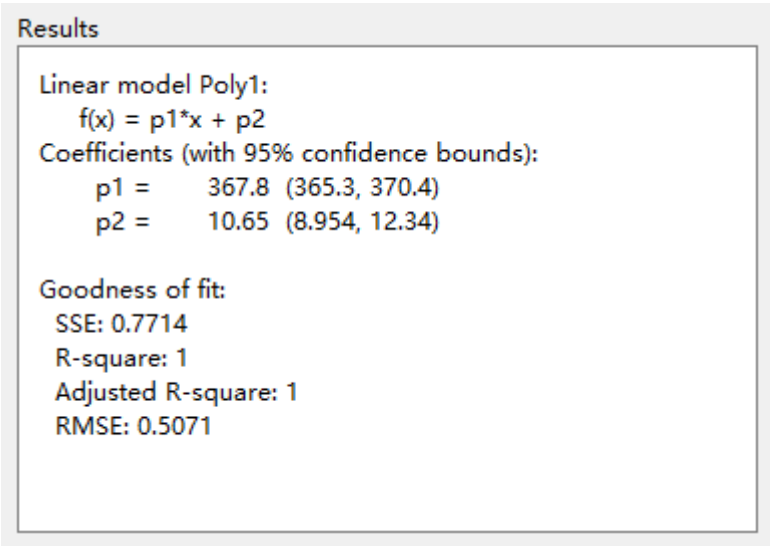 Results
Linear model Poly1:
f(x) = p1*x + p2
Coefficients (with 95% confidence bounds):
p1 = 367.8 (365.3, 370.4)
p2 = 10.65 (8.954, 12.34)
Goodness of fit:
SSE: 0.7714
R-square: 1
Adjusted R-square: 1
RMSE: 0.5071